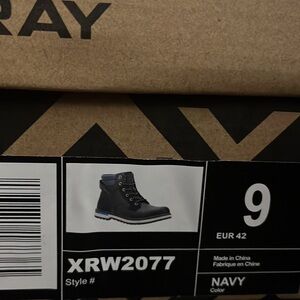 RAY
XRW2077
Style #
9
EUR 42
Made in China
Fabriqué en Chine
NAVY
Color